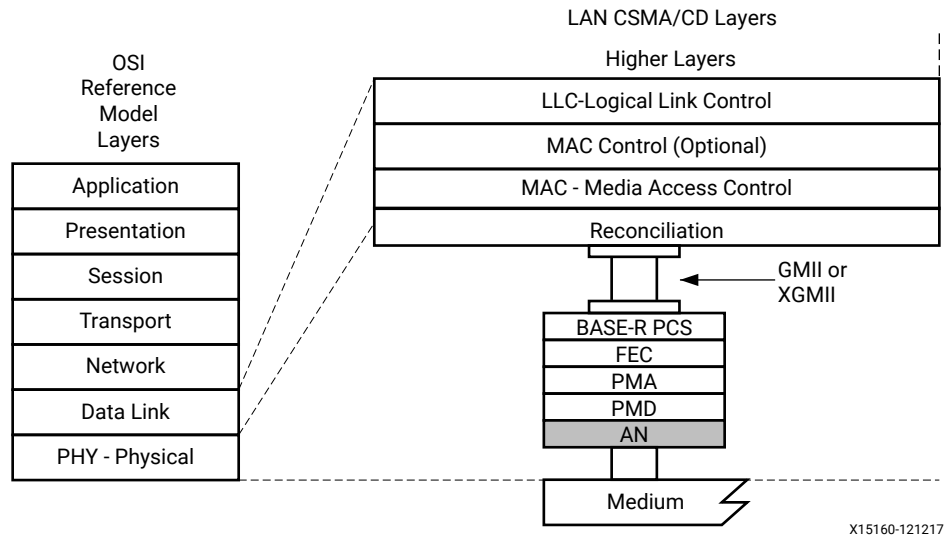 LAN CSMA/CD Layers
OSI
Reference
Model
Layers
Higher Layers
LLC-Logical Link Control
MAC Control (Optional)
MAC - Media Access Control
Reconciliation
Application
Presentation
Session
Transport
Network
Data Link
PHY - Physical
GMII or
XGMII
BASE-R PCS
FEC
PMA
PMD
AN
Medium
X15160-121217